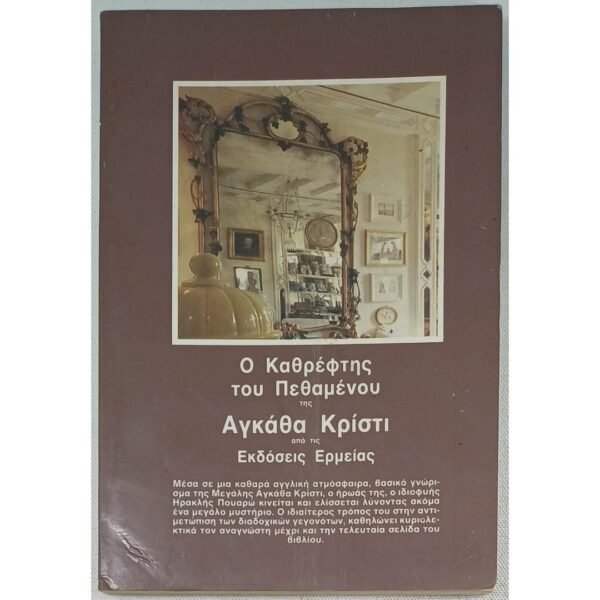 Ο Καθρέφτης
του Πεθαμένου
της
Αγκάθα Κρίστι
από τις
Εκδόσεις Ερμείας
Μέσα σε μια καθαρά αγγλική ατμόσφαιρα, βασικό γνώρι-
σμα της Μεγάλης Αγκάθα Κρίστι, ο ήρωάς της, ο ιδιοφυής
Ηρακλής Πουαρώ κινείται και ελίσσεται λύνοντας ακόμα
ένα μεγάλο μυστήριο. Ο ιδιαίτερος τρόπος του στην αντι-
μετώπιση των διαδοχικών γεγονότων, καθηλώνει κυριολε-
κτικά τον αναγνώστη μέχρι και την τελευταία σελίδα του
βιβλίου.